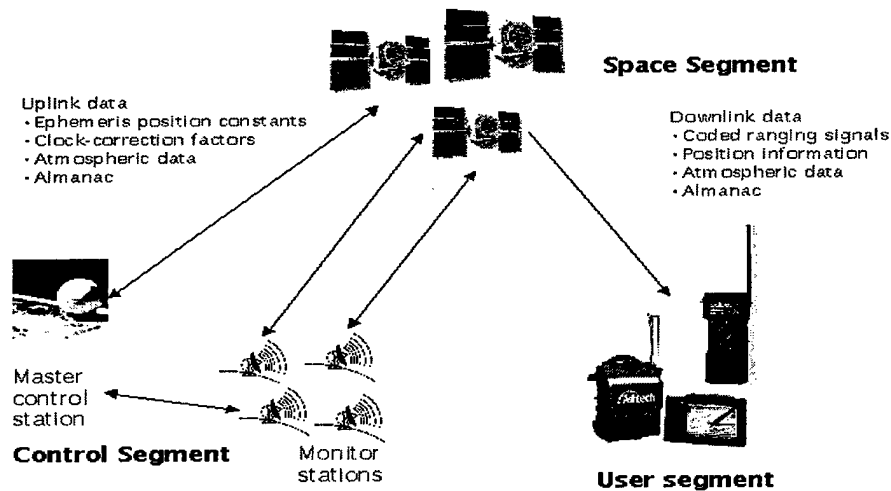 Space Segment
Uplink data
• Ephemeris position constants
• Clock-correction factors
• Atmospheric data
• Almanac
Downlink data
• Coded ranging signals
• Position information
• Atmospheric data
• Almanac
Master
control
station
Control Segment
Monitor
stations
User segment